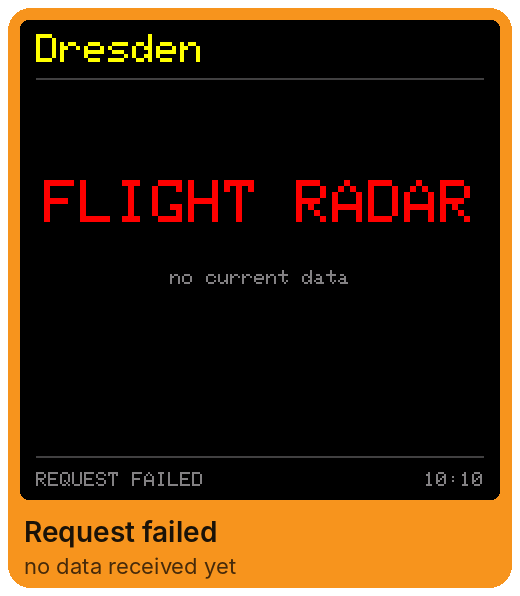 Dresden
FLIGHT RADAR
no current data
REQUEST FAILED 10:10
Request failed
no data received yet